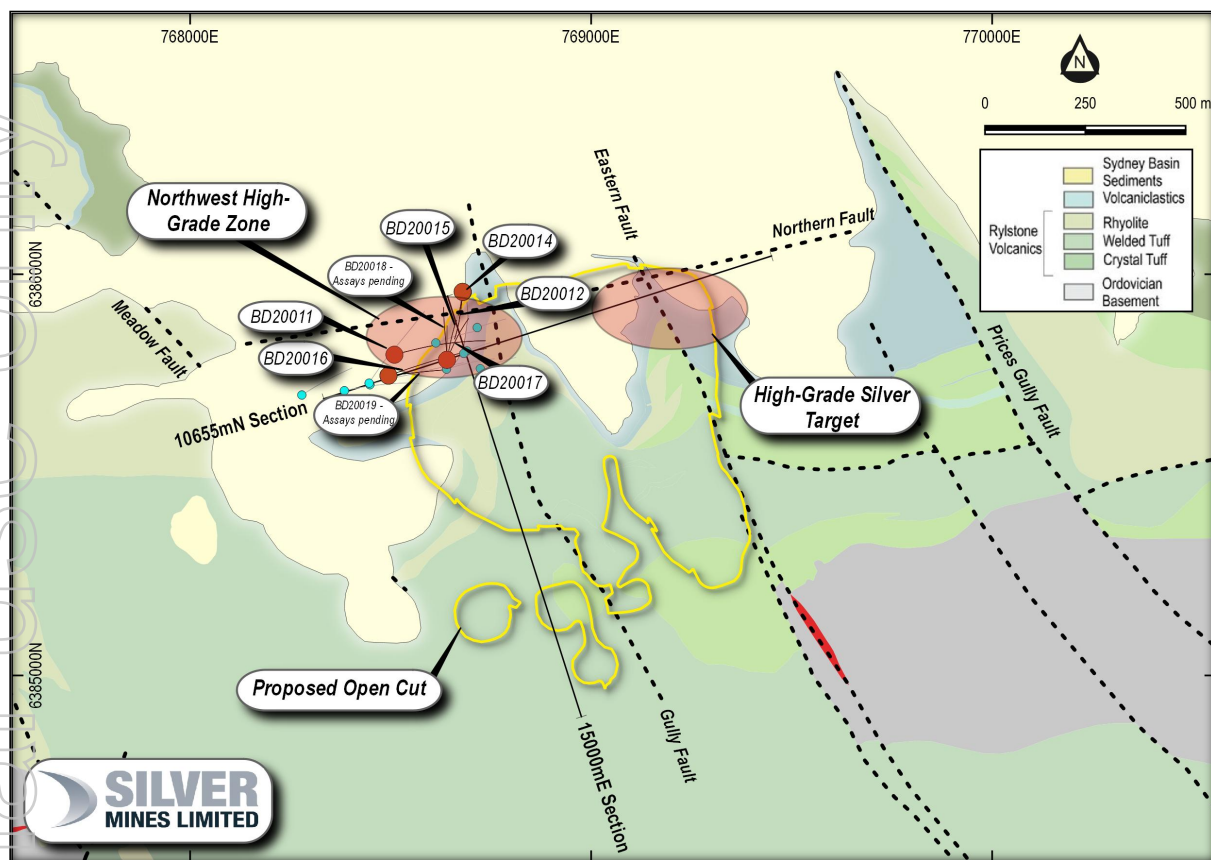 768000E
769000E
770000E
N
0
250
500 m
Sydney Basin
Sediments
Volcaniclastics
Rylstone
Volcanics
Rhyolite
Welded Tuff
Crystal Tuff
Ordovician
Basement
6386000N
6385000N
Northwest High-
Grade Zone
BD20015
BD20014
BD20018 -
Assays pending
BD20012
BD20011
BD20016
BD20017
BD20019 -
Assays pending
10655mN Section
Meadow Fault
Eastern Fault
Northern Fault
Prices Gully Fault
High-Grade Silver
Target
Proposed Open Cut
Gully Fault
15000mE Section
SILVER
MINES LIMITED